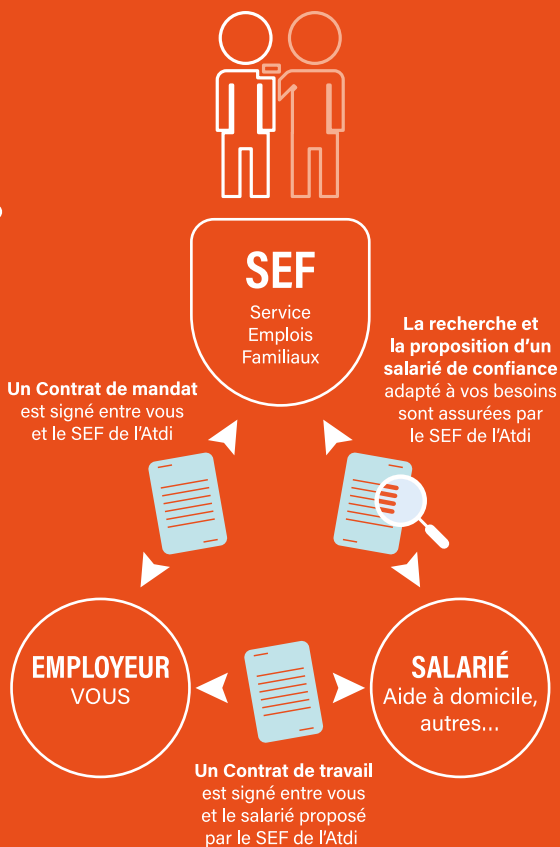 SEF
Service
Emplois
Familiaux
La recherche et
la proposition d'un
salarié de confiance
adapté à vos besoins
sont assurées par
le SEF de l'Atdi
Un Contrat de mandat
est signé entre vous
et le SEF de l'Atdi
EMPLOYEUR
VOUS
SALARIÉ
Aide à domicile,
autres...
Un Contrat de travail
est signé entre vous
et le salarié proposé
par le SEF de l'Atdi